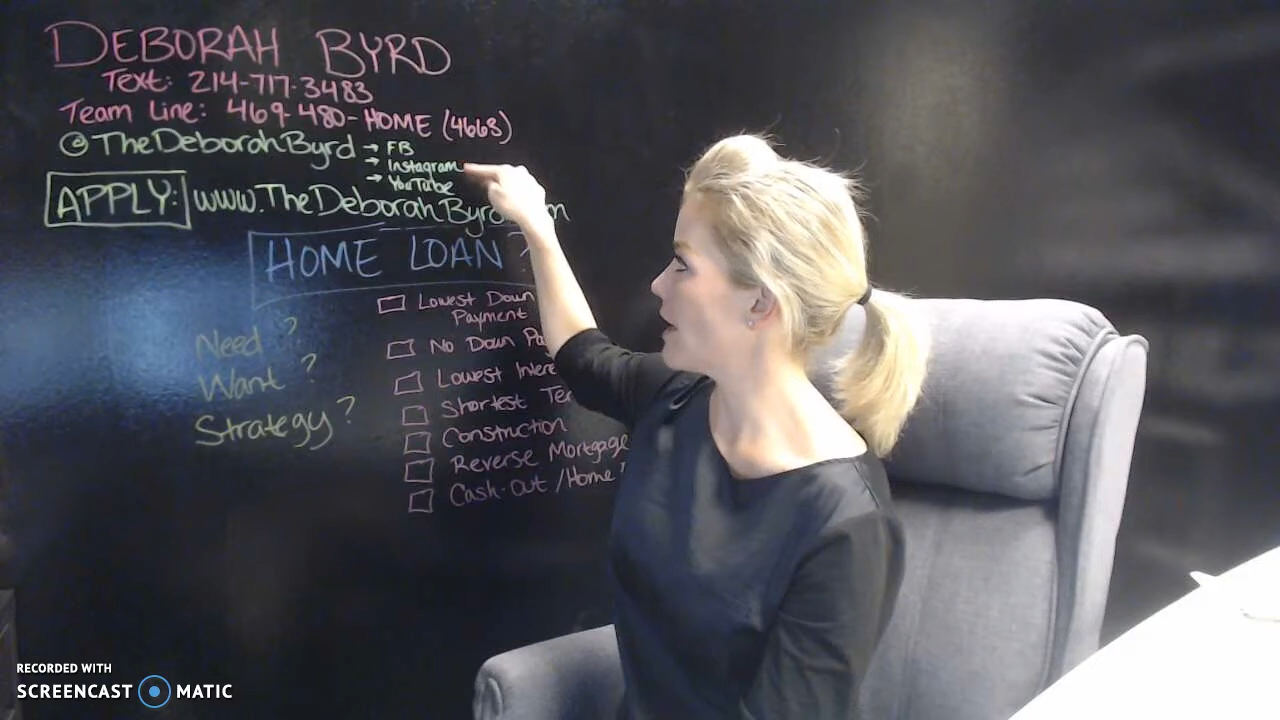 DEBORAH BYRD
Text: 214-717-3483
Team Line: 469-480-HOME (4663)
@TheDeborahByrd → FB
→ Instagram
→ YouTube
APPLY: www.TheDeborahByrd
HOME LOAN ?
Lowest Down
Payment
Need ?
No Down
Want ?
Lowest
Strategy ?
Shortest
Construction
Reverse Mortgage
Cash-Out / Home
RECORDED WITH
SCREENCAST MATIC